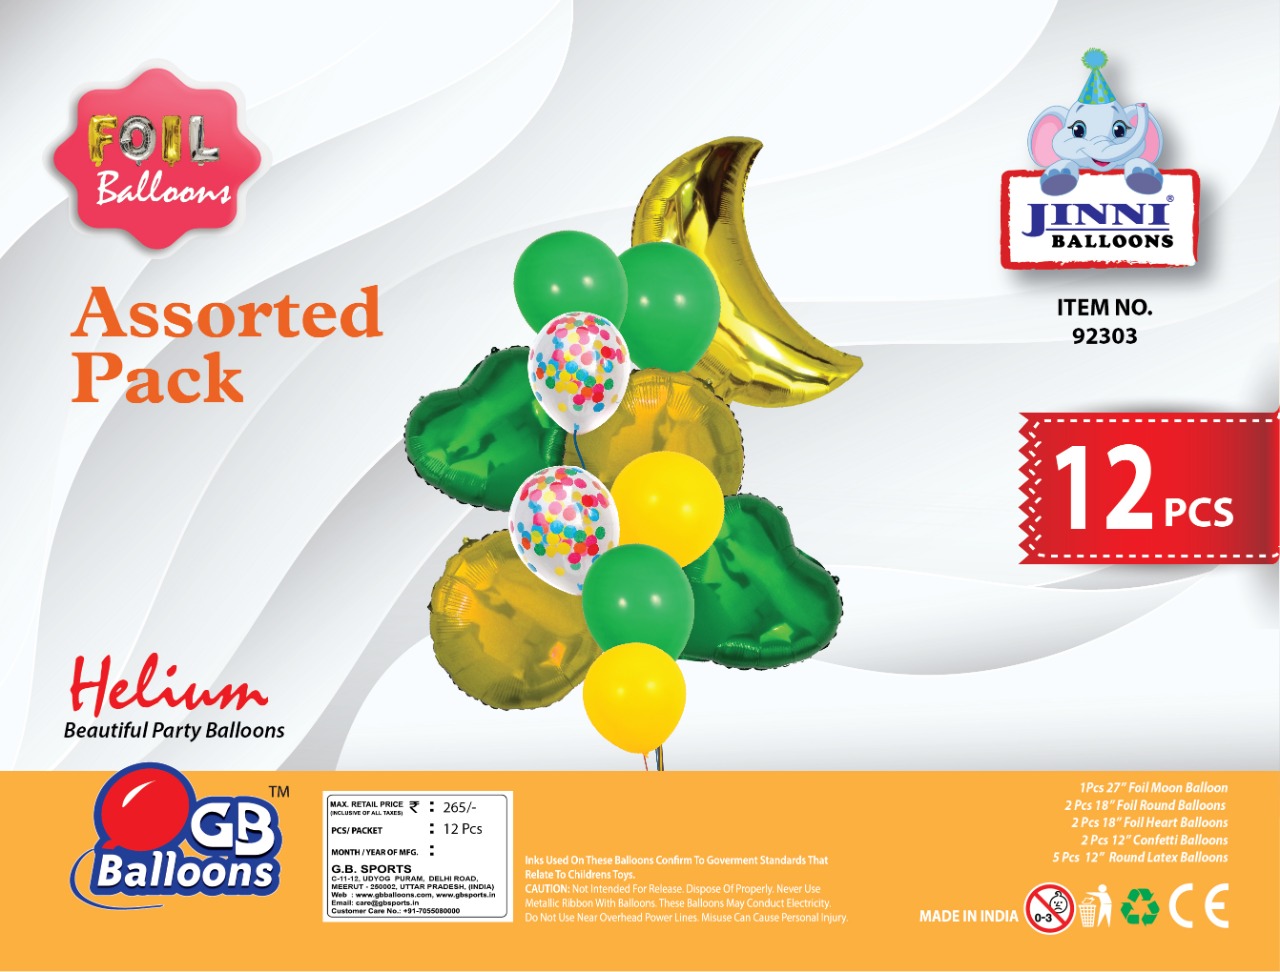 FOIL
Balloons
Assorted
Pack
JINNI®
BALLOONS
ITEM NO.
92303
12 PCS
Helium
Beautiful Party Balloons
GB TM
Balloons
MAX. RETAIL PRICE ₹ : 265/-
(INCLUSIVE OF ALL TAXES)
PCS/ PACKET : 12 Pcs
MONTH / YEAR OF MFG. :
G.B. SPORTS
C-11-12, UDYOG PURAM, DELHI ROAD,
MEERUT - 250002, UTTAR PRADESH, (INDIA)
Web : www.gbballoons.com, www.gbsports.in
Email: care@gbsports.in
Customer Care No.: +91-7055080000
Inks Used On These Balloons Confirm To Goverment Standards That
Relate To Childrens Toys.
CAUTION: Not Intended For Release. Dispose Of Properly. Never Use
Metallic Ribbon With Balloons. These Balloons May Conduct Electricity.
Do Not Use Near Overhead Power Lines. Misuse Can Cause Personal Injury.
1Pcs 27" Foil Moon Balloon
2 Pcs 18" Foil Round Balloons
2 Pcs 18" Foil Heart Balloons
2 Pcs 12" Confetti Balloons
5 Pcs 12" Round Latex Balloons
MADE IN INDIA 0-3 CE